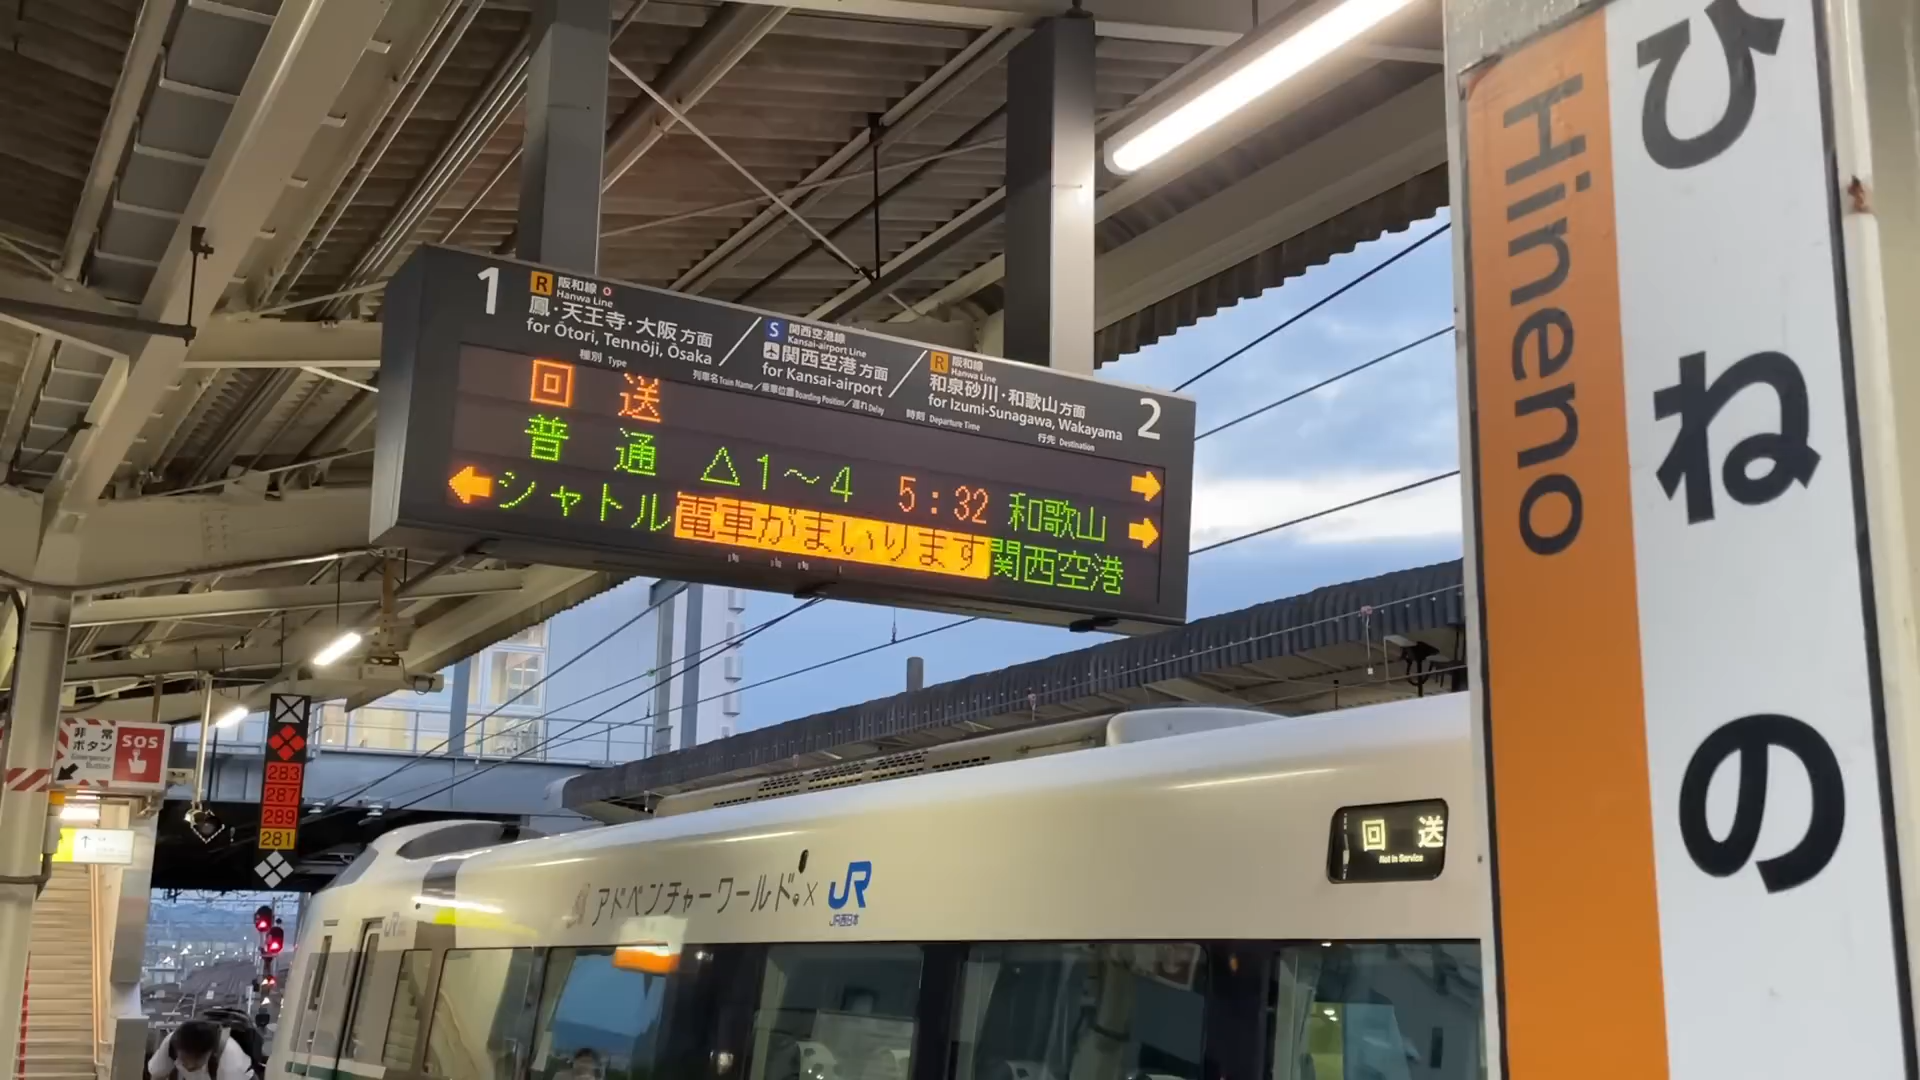 1
R 阪和線
Hanwa Line
鳳・天王寺・大阪方面
for Ōtori, Tennōji, Ōsaka
S 関西空港線
Kansai-airport Line
関西空港方面
for Kansai-airport
R 阪和線
Hanwa Line
和泉砂川・和歌山方面
for Izumi-Sunagawa, Wakayama
2
種別 Type
列車名 Train Name／乗車位置 Boarding Position／遅れ Delay
時刻 Departure Time
行先 Destination
回送
普通 △1～4 5:32 和歌山
シャトル 電車がまいります 関西空港
ひねの
Hineno
非常
ボタン
Emergency
Button
SOS
283
287
289
281
アドベンチャーワールド。×
JR
JR西日本
回送
Not in Service